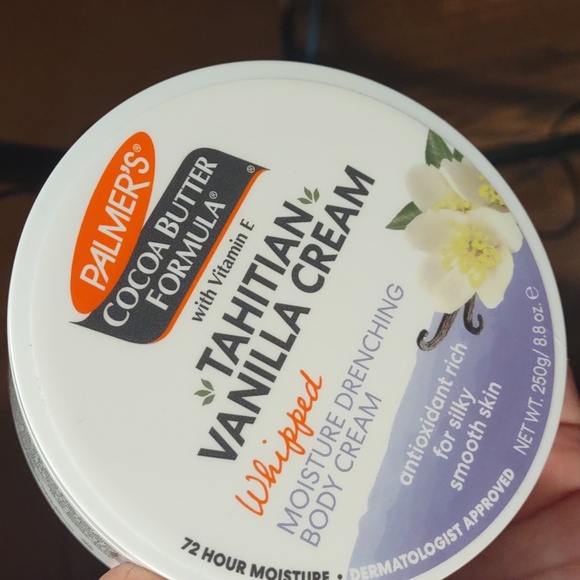 PALMER'S®
COCOA BUTTER
FORMULA®
®
with Vitamin E
TAHITIAN
VANILLA CREAM
Whipped
MOISTURE DRENCHING
BODY CREAM
antioxidant rich
for silky
smooth skin
NET WT. 250g/ 8.8 oz. ℮
72 HOUR MOISTURE • DERMATOLOGIST APPROVED